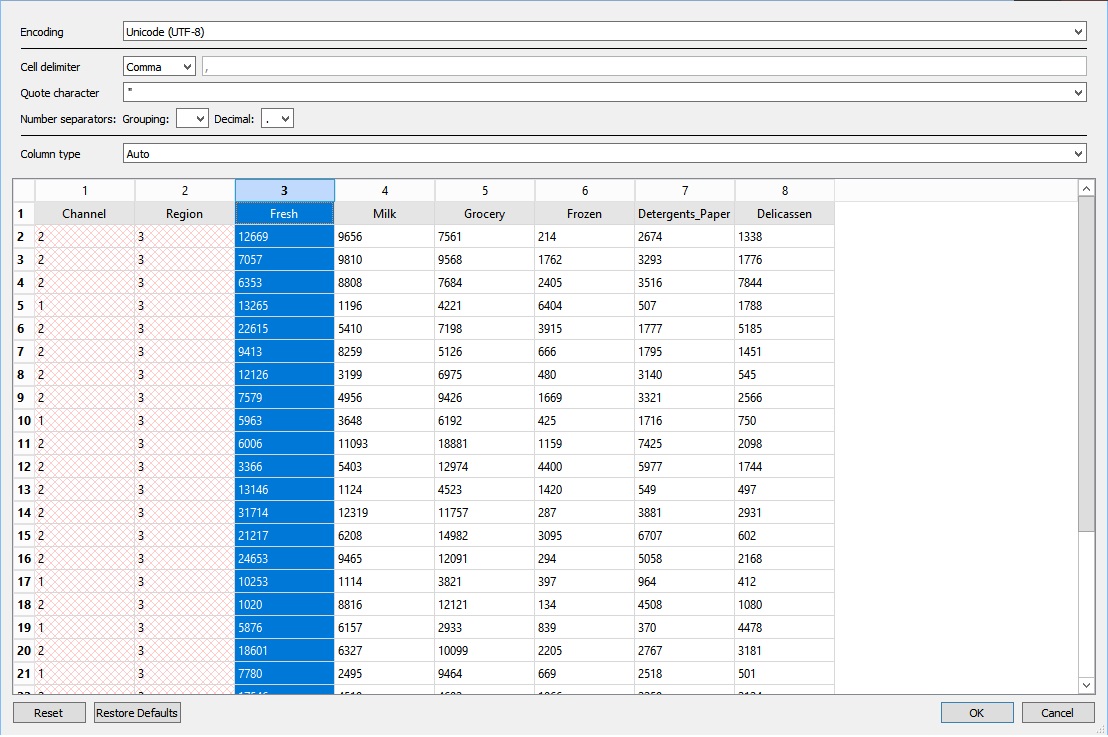 Encoding Unicode (UTF-8)
Cell delimiter Comma ,
Quote character "
Number separators: Grouping: Decimal: .
Column type Auto
1 2 3 4 5 6 7 8
1 Channel Region Fresh Milk Grocery Frozen Detergents_Paper Delicassen
2 2 3 12669 9656 7561 214 2674 1338
3 2 3 7057 9810 9568 1762 3293 1776
4 2 3 6353 8808 7684 2405 3516 7844
5 1 3 13265 1196 4221 6404 507 1788
6 2 3 22615 5410 7198 3915 1777 5185
7 2 3 9413 8259 5126 666 1795 1451
8 2 3 12126 3199 6975 480 3140 545
9 2 3 7579 4956 9426 1669 3321 2566
10 1 3 5963 3648 6192 425 1716 750
11 2 3 6006 11093 18881 1159 7425 2098
12 2 3 3366 5403 12974 4400 5977 1744
13 2 3 13146 1124 4523 1420 549 497
14 2 3 31714 12319 11757 287 3881 2931
15 2 3 21217 6208 14982 3095 6707 602
16 2 3 24653 9465 12091 294 5058 2168
17 1 3 10253 1114 3821 397 964 412
18 2 3 1020 8816 12121 134 4508 1080
19 1 3 5876 6157 2933 839 370 4478
20 2 3 18601 6327 10099 2205 2767 3181
21 1 3 7780 2495 9464 669 2518 501
Reset Restore Defaults OK Cancel